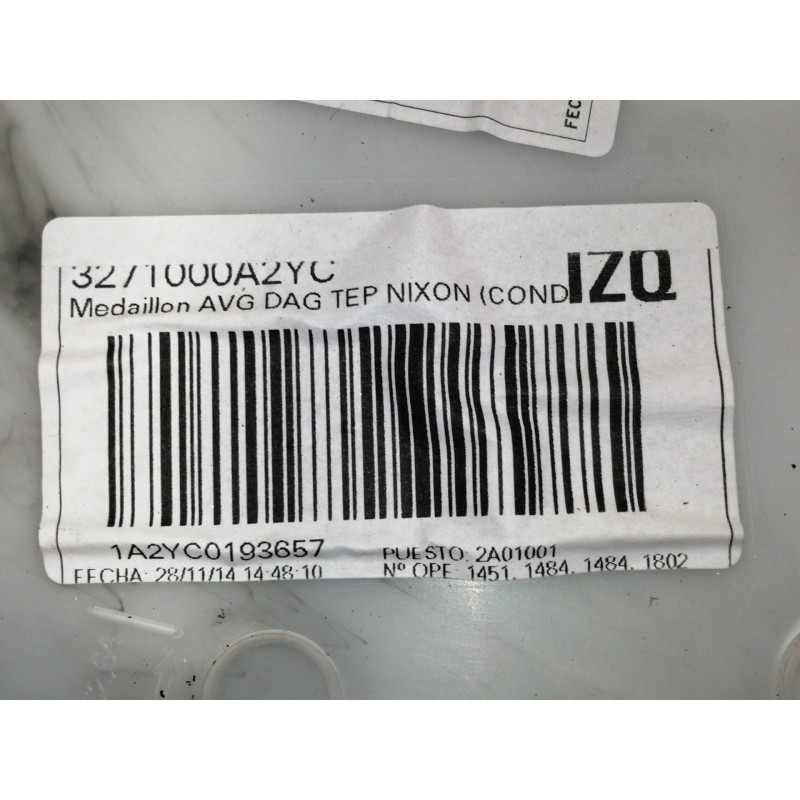 FEC
3271000A2YC IZQ
Medaillon AVG DAG TEP NIXON (COND
1A2YC0193657 PUESTO: 2A01001
FECHA: 28/11/14 14:48:10 Nº OPE: 1451, 1484, 1484, 1802